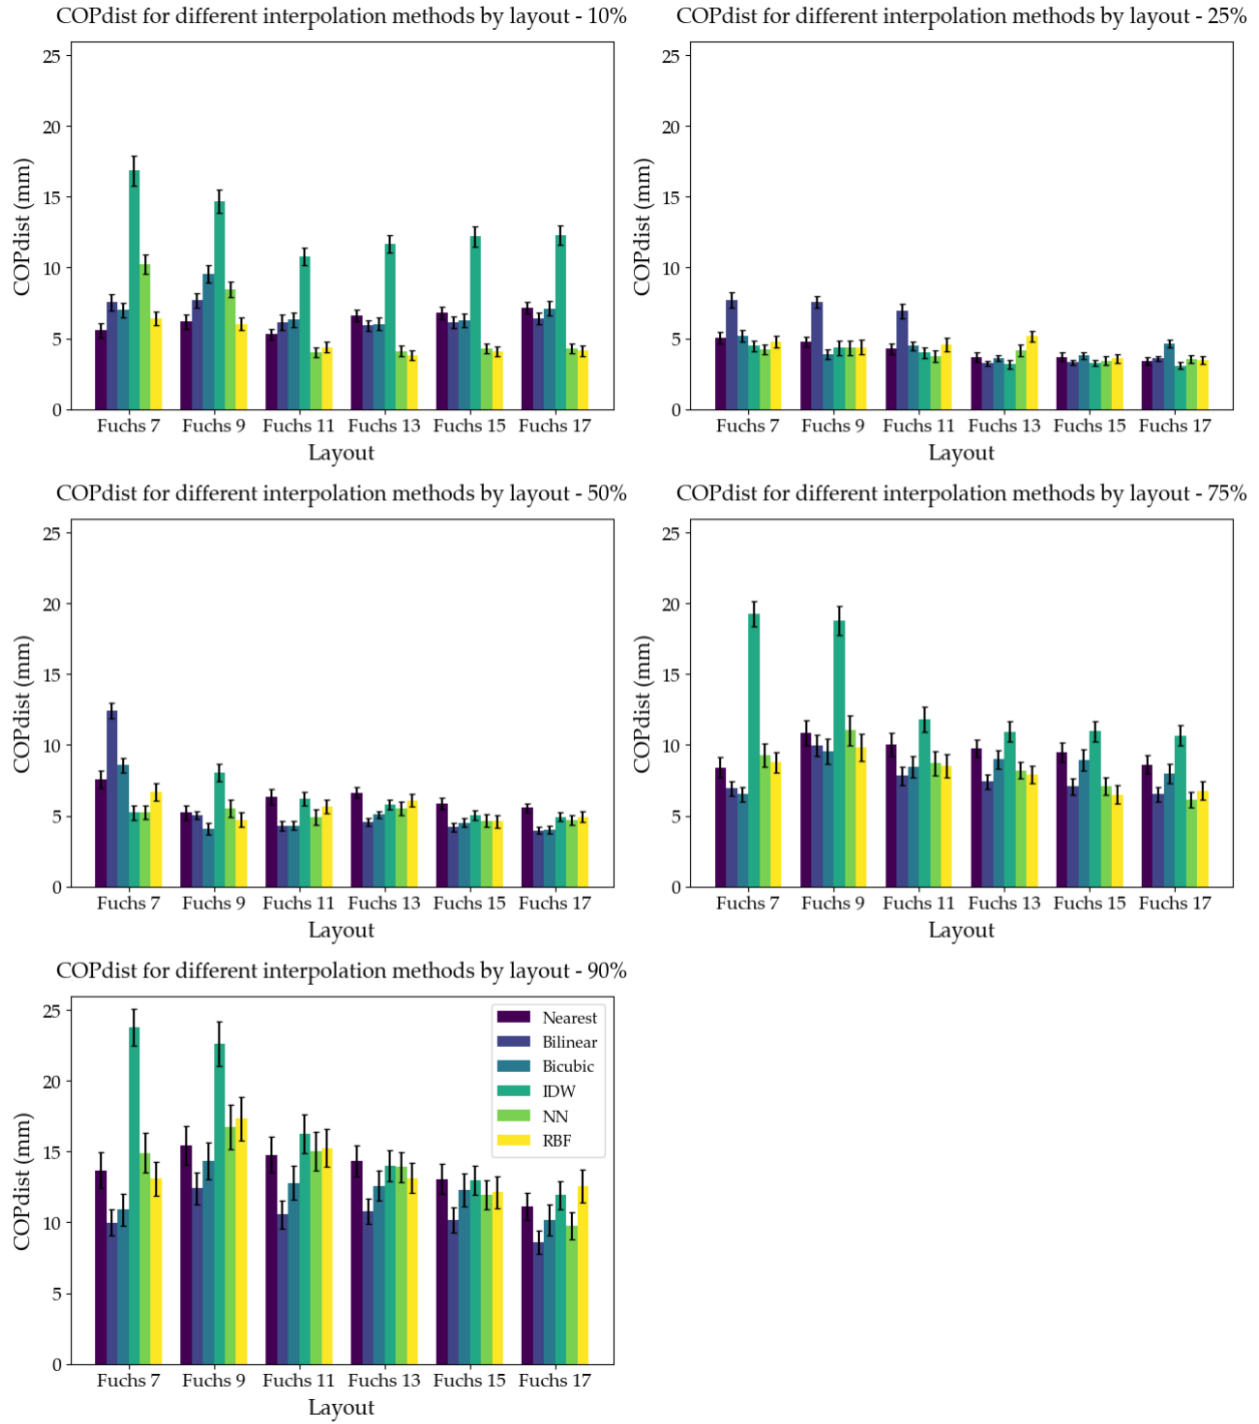 COPdist for different interpolation methods by layout - 10%
25
20
15
10
5
0
COPdist (mm)
Fuchs 7 Fuchs 9 Fuchs 11 Fuchs 13 Fuchs 15 Fuchs 17
Layout
COPdist for different interpolation methods by layout - 25%
25
20
15
10
5
0
COPdist (mm)
Fuchs 7 Fuchs 9 Fuchs 11 Fuchs 13 Fuchs 15 Fuchs 17
Layout
COPdist for different interpolation methods by layout - 50%
25
20
15
10
5
0
COPdist (mm)
Fuchs 7 Fuchs 9 Fuchs 11 Fuchs 13 Fuchs 15 Fuchs 17
Layout
COPdist for different interpolation methods by layout - 75%
25
20
15
10
5
0
COPdist (mm)
Fuchs 7 Fuchs 9 Fuchs 11 Fuchs 13 Fuchs 15 Fuchs 17
Layout
COPdist for different interpolation methods by layout - 90%
25
20
15
10
5
0
COPdist (mm)
Nearest
Bilinear
Bicubic
IDW
NN
RBF
Fuchs 7 Fuchs 9 Fuchs 11 Fuchs 13 Fuchs 15 Fuchs 17
Layout